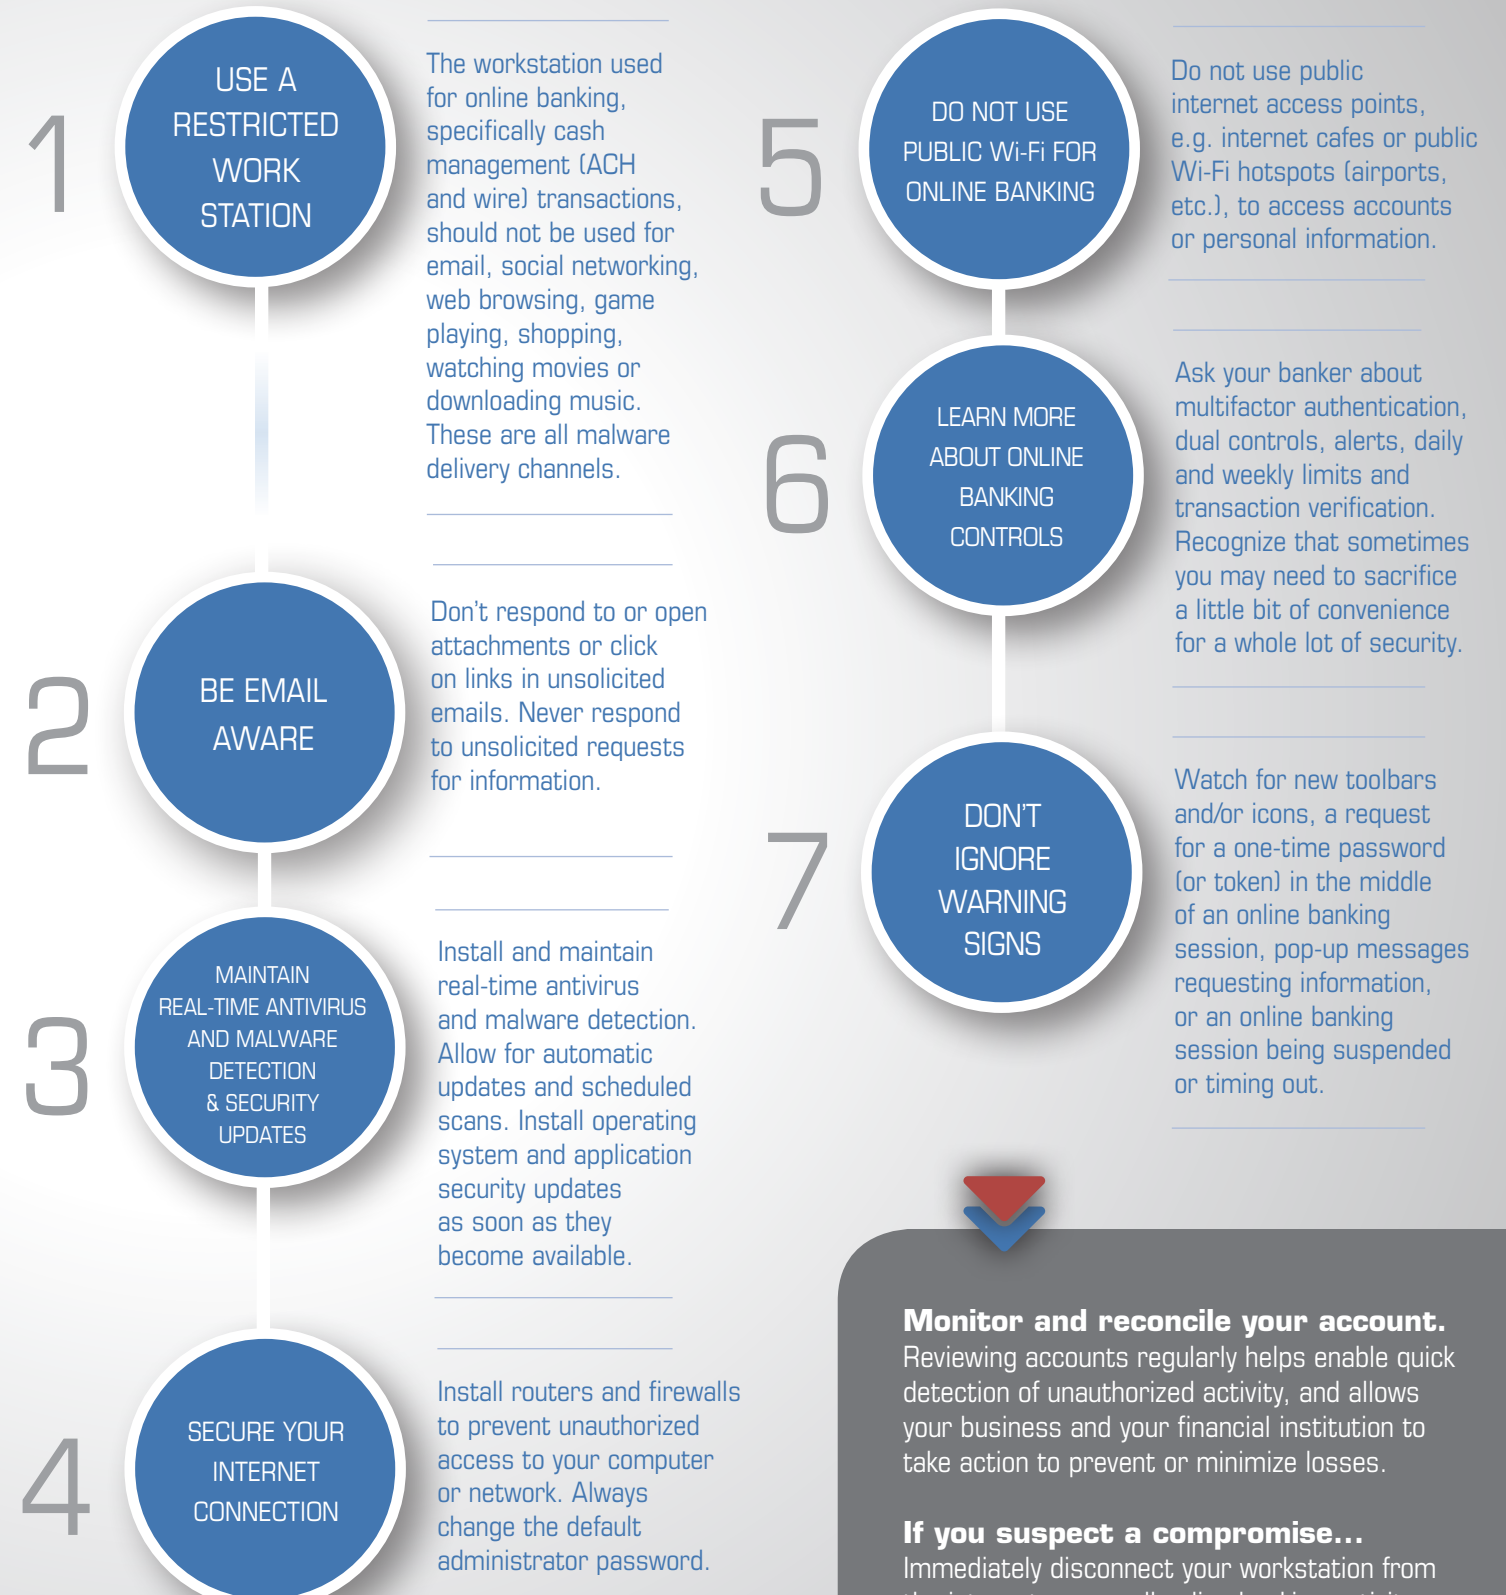 1
USE A
RESTRICTED
WORK
STATION
The workstation used
for online banking,
specifically cash
management (ACH
and wire) transactions,
should not be used for
email, social networking,
web browsing, game
playing, shopping,
watching movies or
downloading music.
These are all malware
delivery channels.
2
BE EMAIL
AWARE
Don't respond to or open
attachments or click
on links in unsolicited
emails. Never respond
to unsolicited requests
for information.
3
MAINTAIN
REAL-TIME ANTIVIRUS
AND MALWARE
DETECTION
& SECURITY
UPDATES
Install and maintain
real-time antivirus
and malware detection.
Allow for automatic
updates and scheduled
scans. Install operating
system and application
security updates
as soon as they
become available.
4
SECURE YOUR
INTERNET
CONNECTION
Install routers and firewalls
to prevent unauthorized
access to your computer
or network. Always
change the default
administrator password.
5
DO NOT USE
PUBLIC Wi-Fi FOR
ONLINE BANKING
Do not use public
internet access points,
e.g. internet cafes or public
Wi-Fi hotspots (airports,
etc.), to access accounts
or personal information.
6
LEARN MORE
ABOUT ONLINE
BANKING
CONTROLS
Ask your banker about
multifactor authentication,
dual controls, alerts, daily
and weekly limits and
transaction verification.
Recognize that sometimes
you may need to sacrifice
a little bit of convenience
for a whole lot of security.
7
DON'T
IGNORE
WARNING
SIGNS
Watch for new toolbars
and/or icons, a request
for a one-time password
(or token) in the middle
of an online banking
session, pop-up messages
requesting information,
or an online banking
session being suspended
or timing out.
Monitor and reconcile your account.
Reviewing accounts regularly helps enable quick
detection of unauthorized activity, and allows
your business and your financial institution to
take action to prevent or minimize losses.
If you suspect a compromise...
Immediately disconnect your workstation from